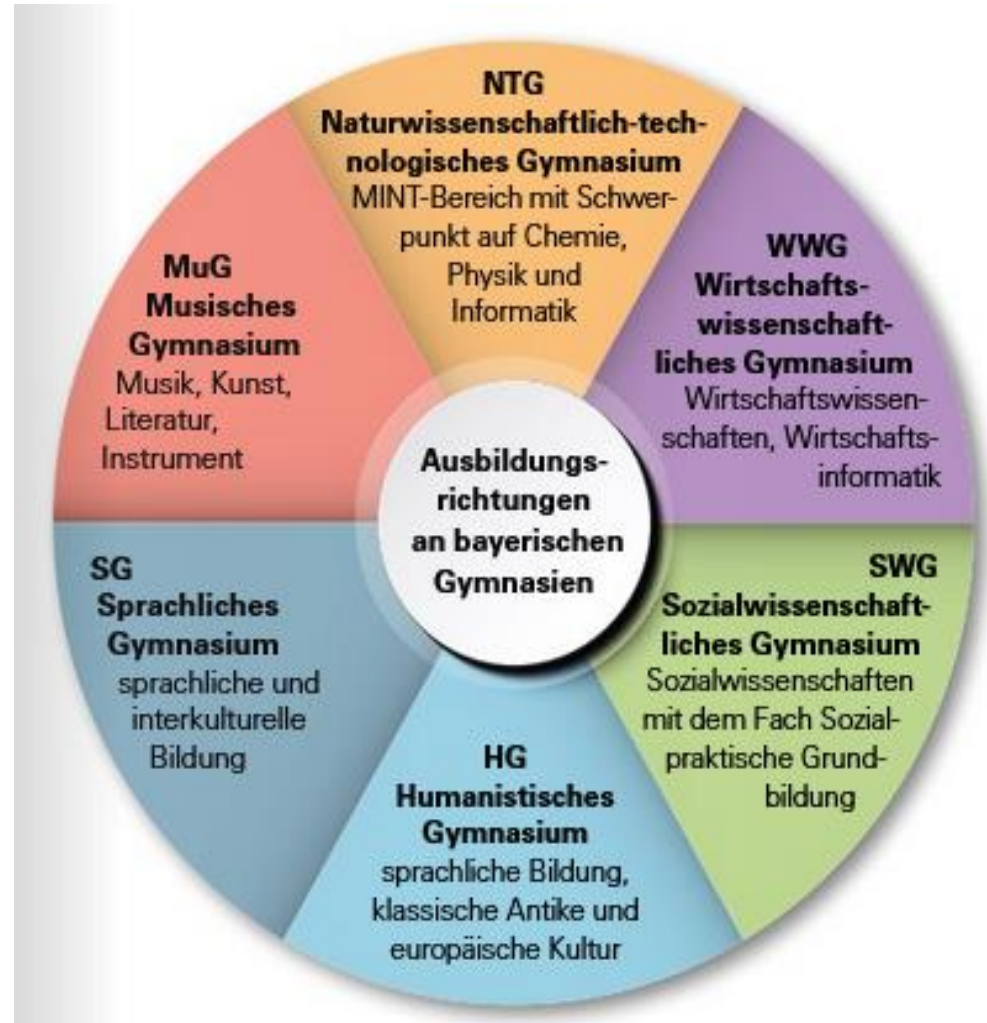 NTG
Naturwissenschaftlich-tech-
nologisches Gymnasium
MINT-Bereich mit Schwer-
punkt auf Chemie,
Physik und
Informatik
WWG
Wirtschafts-
wissenschaft-
liches Gymnasium
Wirtschaftswissen-
schaften, Wirtschafts-
informatik
SWG
Sozialwissenschaft-
liches Gymnasium
Sozialwissenschaften
mit dem Fach Sozial-
praktische Grund-
bildung
HG
Humanistisches
Gymnasium
sprachliche Bildung,
klassische Antike und
europäische Kultur
SG
Sprachliches
Gymnasium
sprachliche und
interkulturelle
Bildung
MuG
Musisches
Gymnasium
Musik, Kunst,
Literatur,
Instrument
Ausbildungs-
richtungen
an bayerischen
Gymnasien